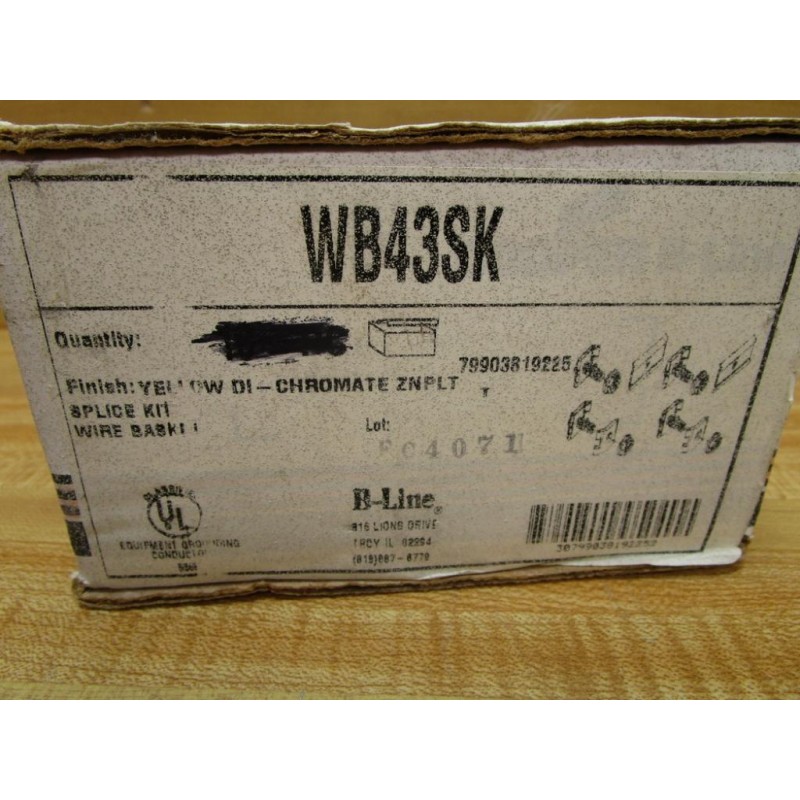 WB43SK
Quantity:
79903819225
Finish: YELLOW DI-CHROMATE ZNPLT
SPLICE KIT
WIRE BASKET
Lot:
UL
B-Line®
EQUIPMENT GROUNDING
816 LIONS DRIVE
CONDUCTOR
TROY IL